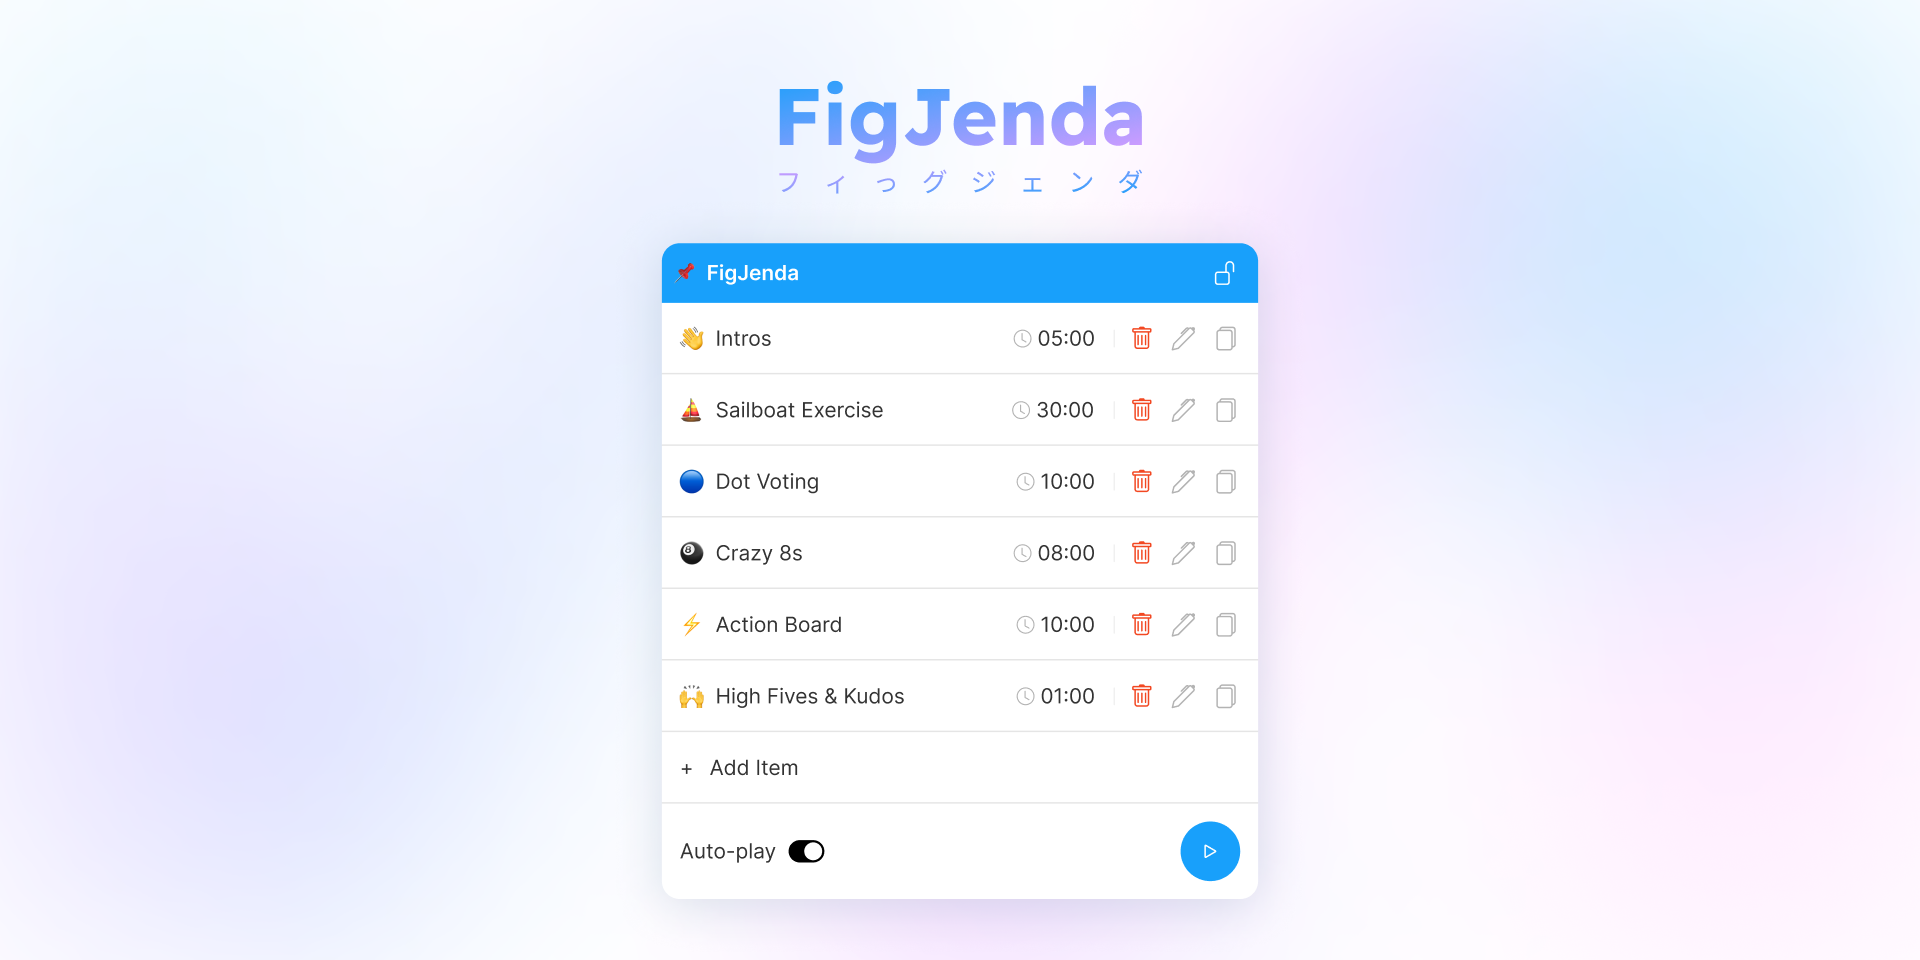 FigJenda
フィっグジェンダ
FigJenda
Intros 05:00
Sailboat Exercise 30:00
Dot Voting 10:00
8
Crazy 8s 08:00
Action Board 10:00
High Fives & Kudos 01:00
+ Add Item
Auto-play